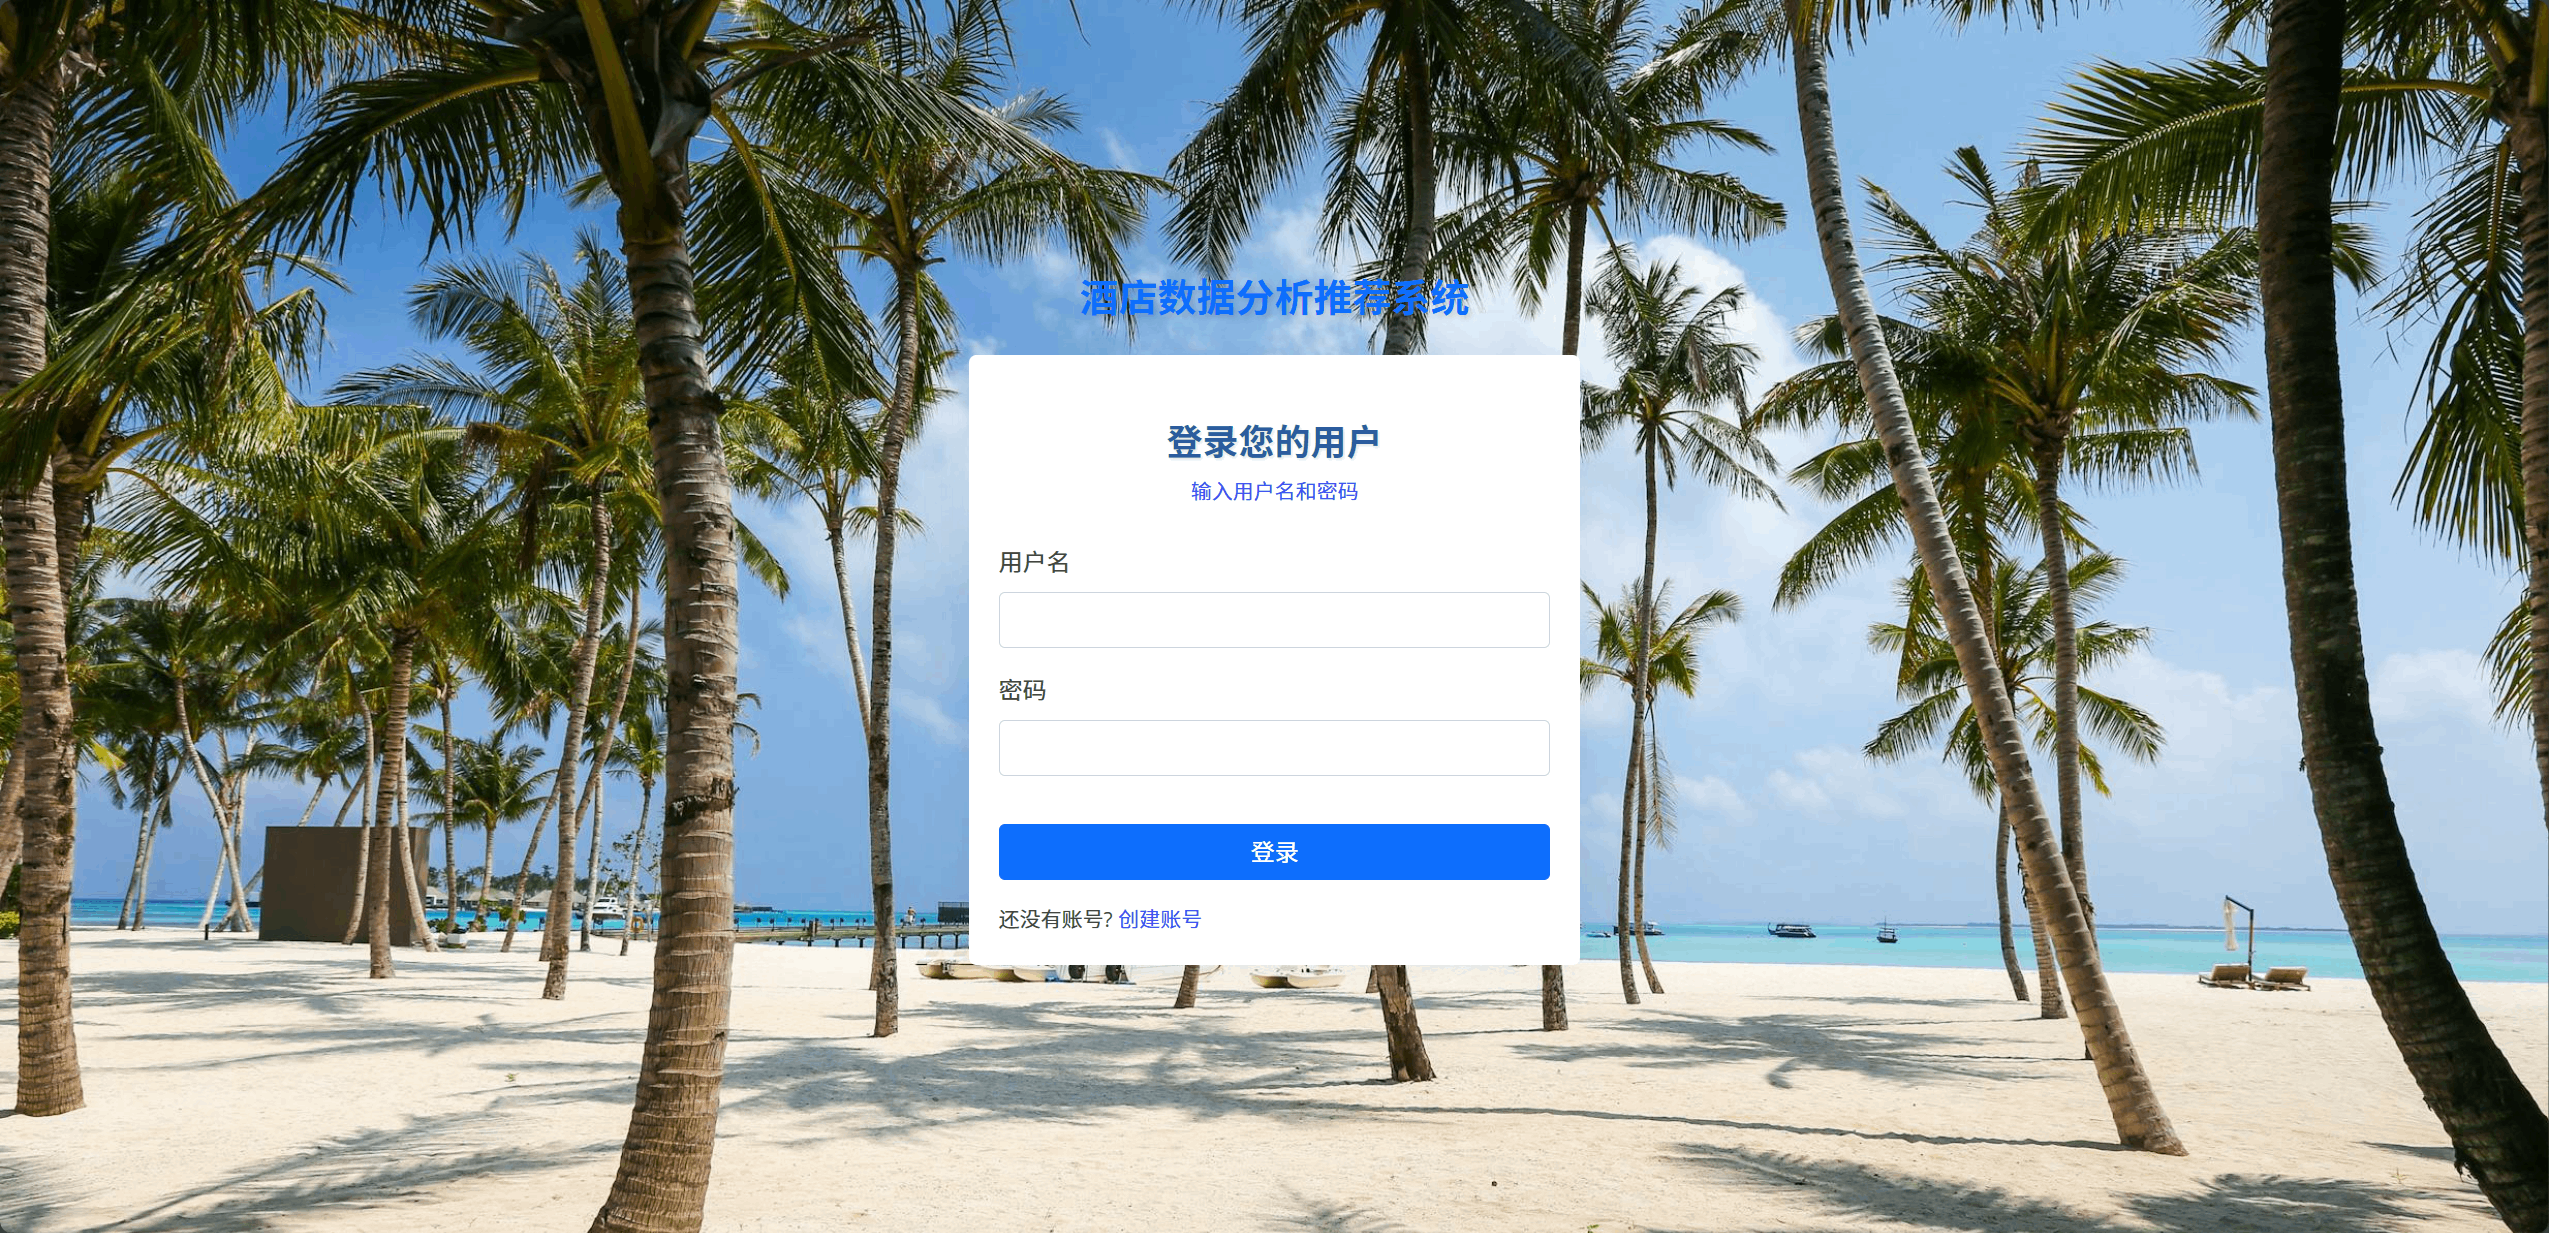 酒店数据分析推荐系统
登录您的用户
输入用户名和密码
用户名
密码
登录
还没有账号? 创建账号